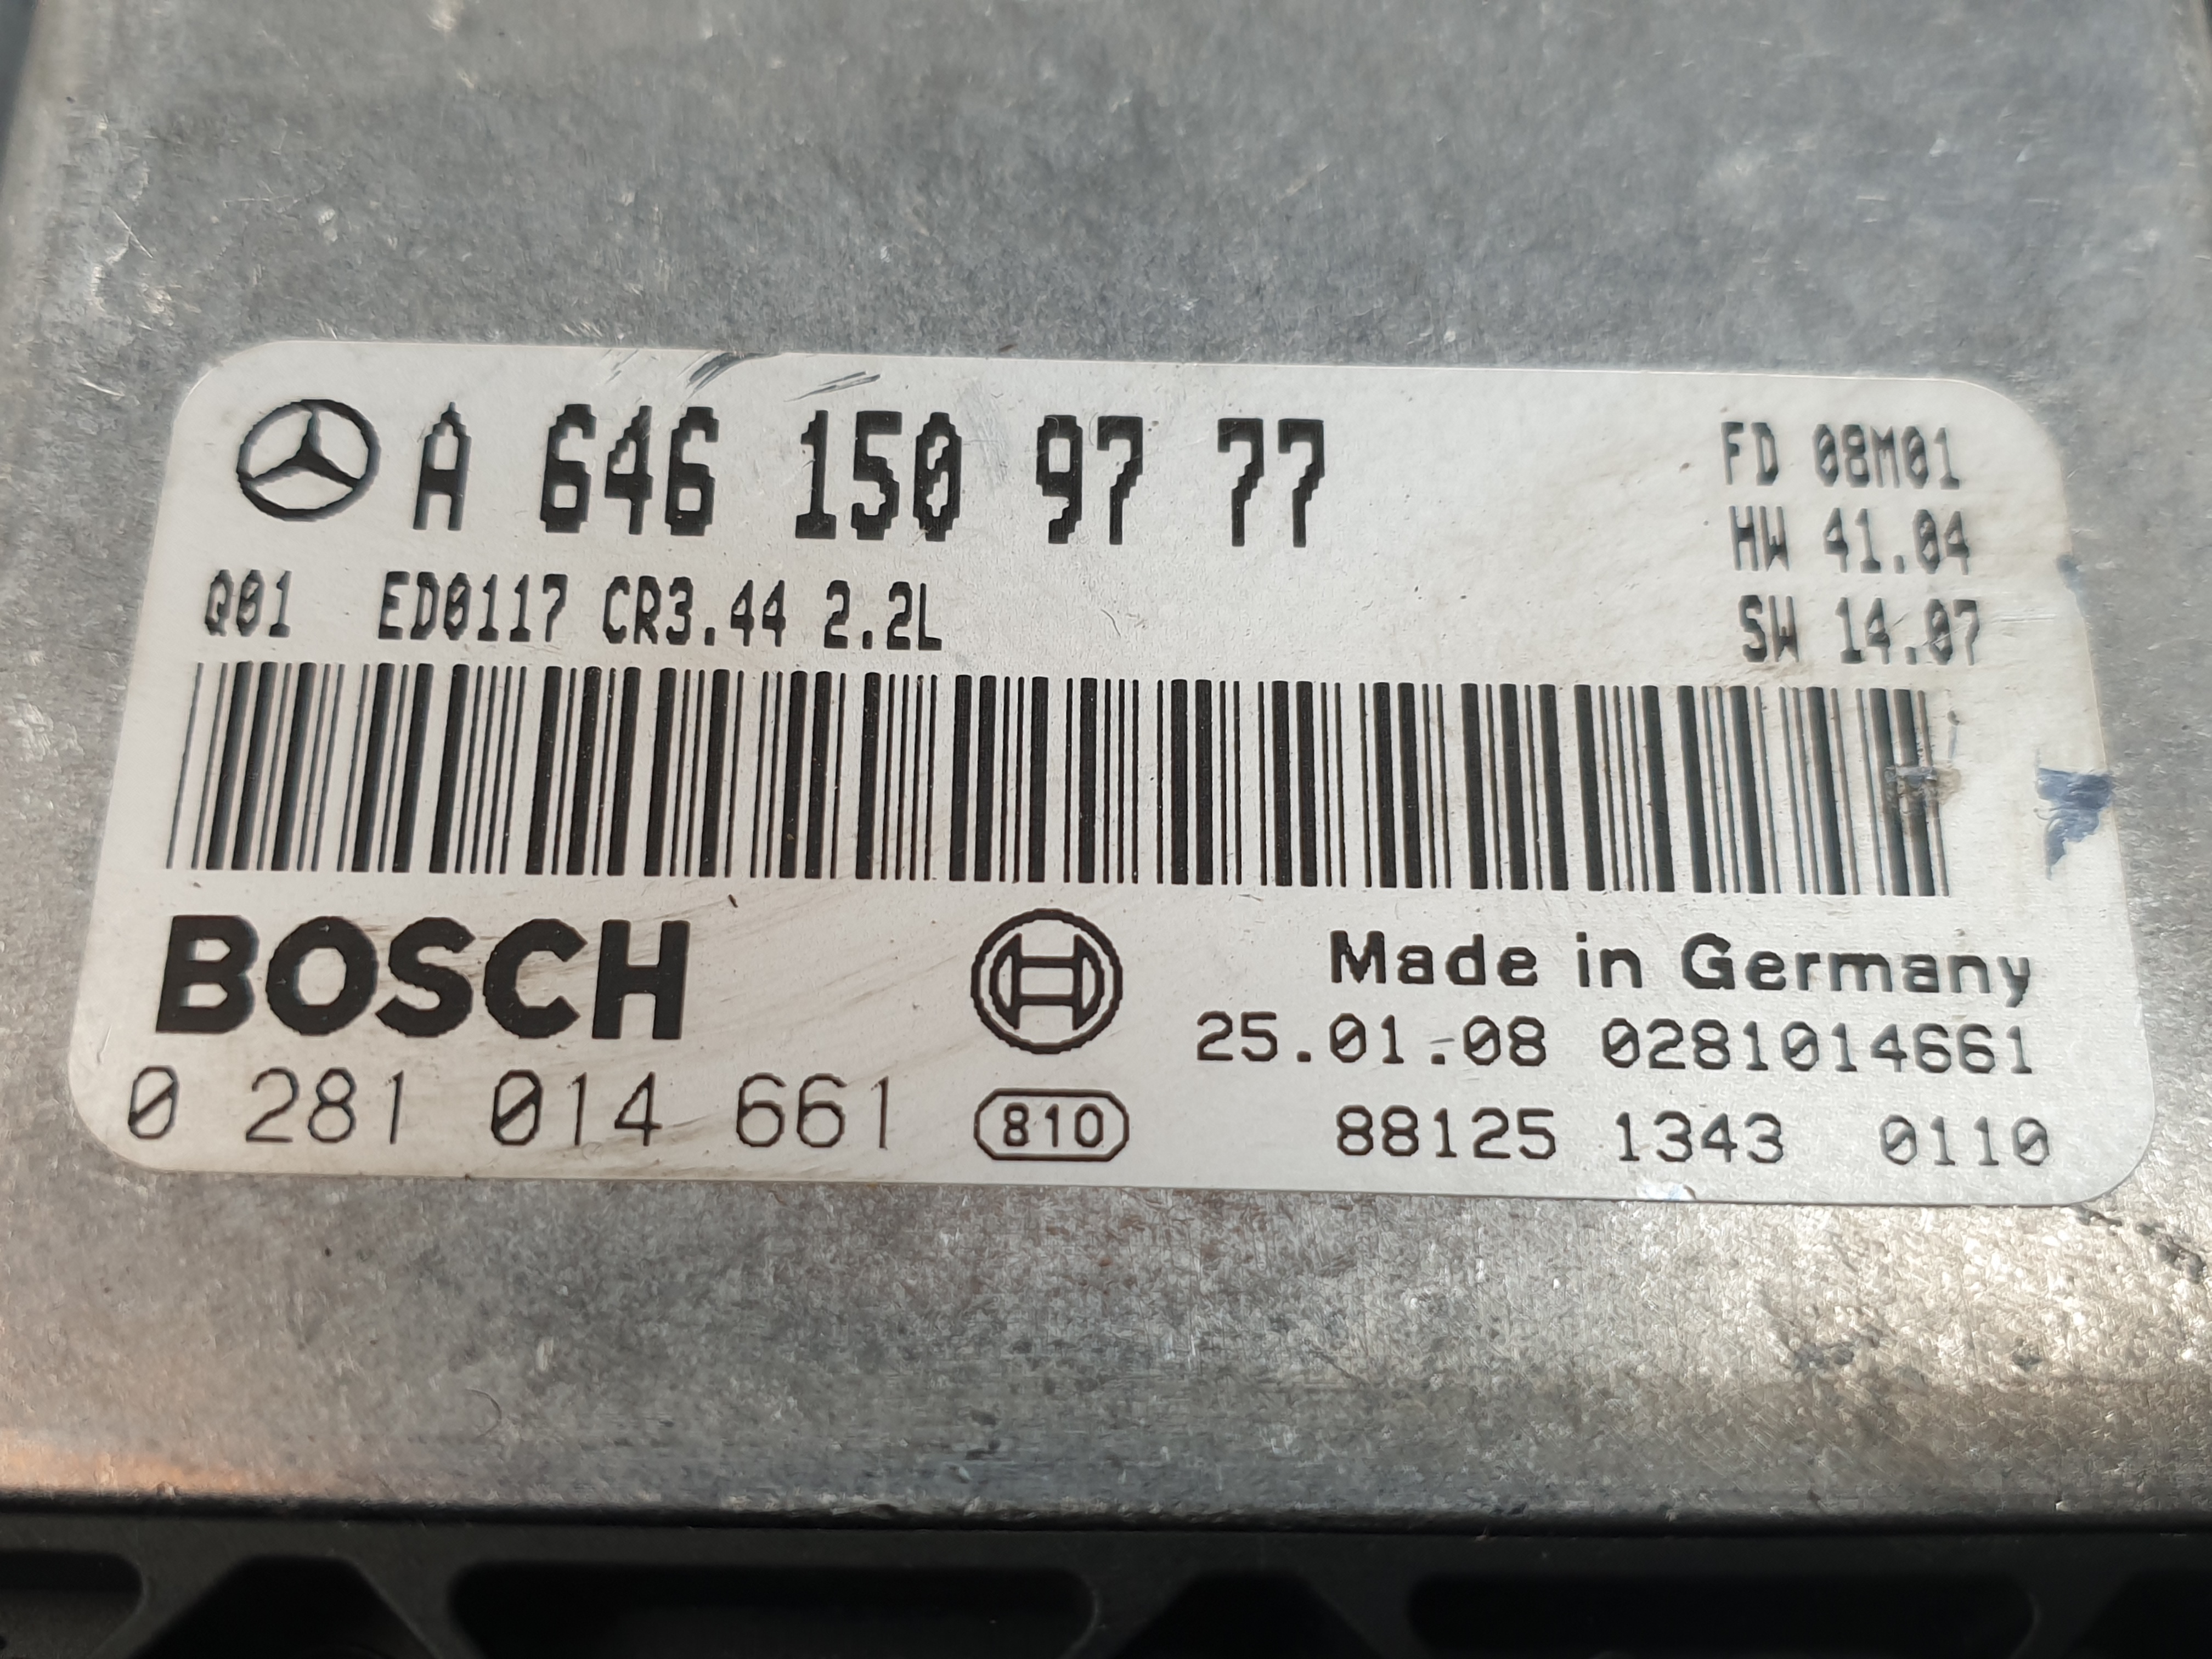 A 646 150 97 77
FD 08M01
HW 41.04
Q01 ED0117 CR3.44 2.2L
SW 14.07
BOSCH
Made in Germany
25.01.08 0281014661
0 281 014 661
810
88125 1343 0110